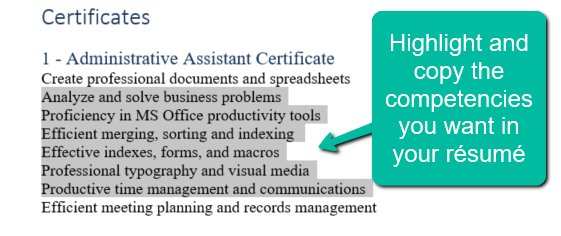 Certificates
1 - Administrative Assistant Certificate
Create professional documents and spreadsheets
Analyze and solve business problems
Proficiency in MS Office productivity tools
Efficient merging, sorting and indexing
Effective indexes, forms, and macros
Professional typography and visual media
Productive time management and communications
Efficient meeting planning and records management
Highlight and
copy the
competencies
you want in
your résumé